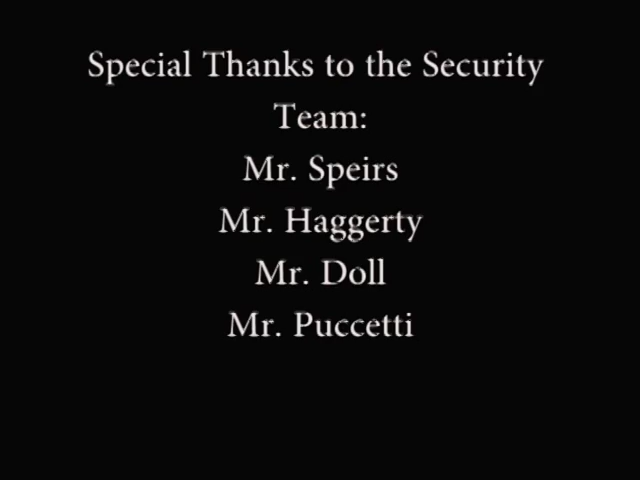 Special Thanks to the Security
Team:
Mr. Speirs
Mr. Haggerty
Mr. Doll
Mr. Puccetti